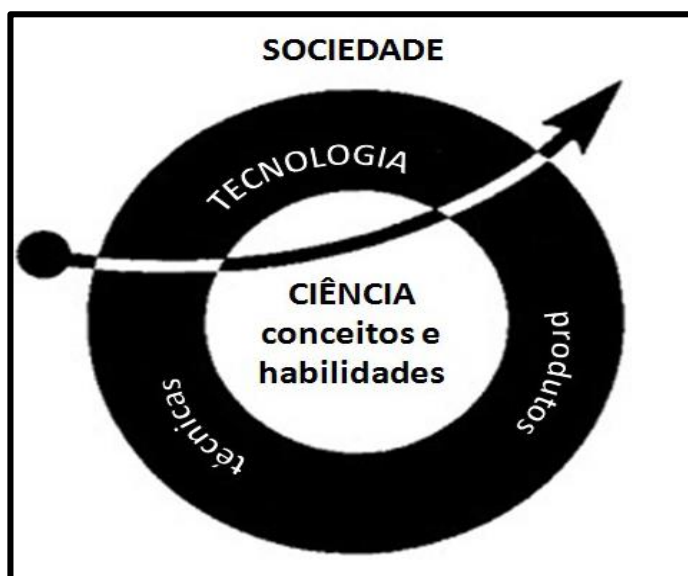 SOCIEDADE
TECNOLOGIA
CIÊNCIA
conceitos e
habilidades
produtos
técnicas